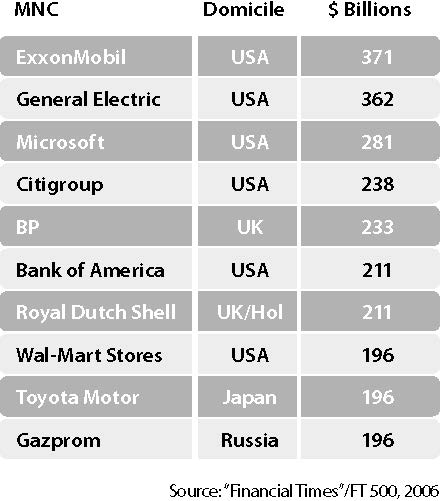 MNC Domicile $ Billions
ExxonMobil USA 371
General Electric USA 362
Microsoft USA 281
Citigroup USA 238
BP UK 233
Bank of America USA 211
Royal Dutch Shell UK/Hol 211
Wal-Mart Stores USA 196
Toyota Motor Japan 196
Gazprom Russia 196
Source: "Financial Times"/FT 500, 2006